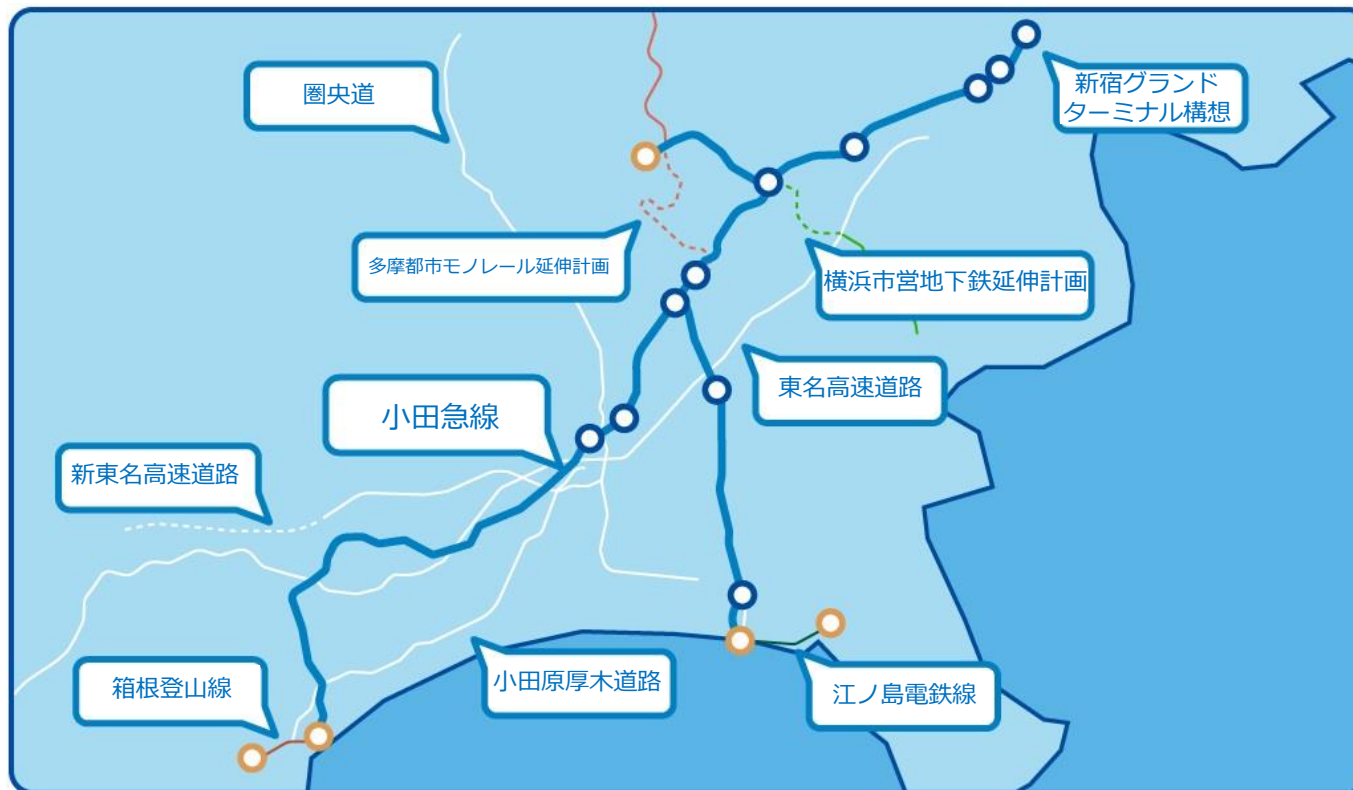 圏央道
新宿グランド
ターミナル構想
多摩都市モノレール延伸計画
横浜市営地下鉄延伸計画
東名高速道路
小田急線
新東名高速道路
箱根登山線
小田原厚木道路
江ノ島電鉄線